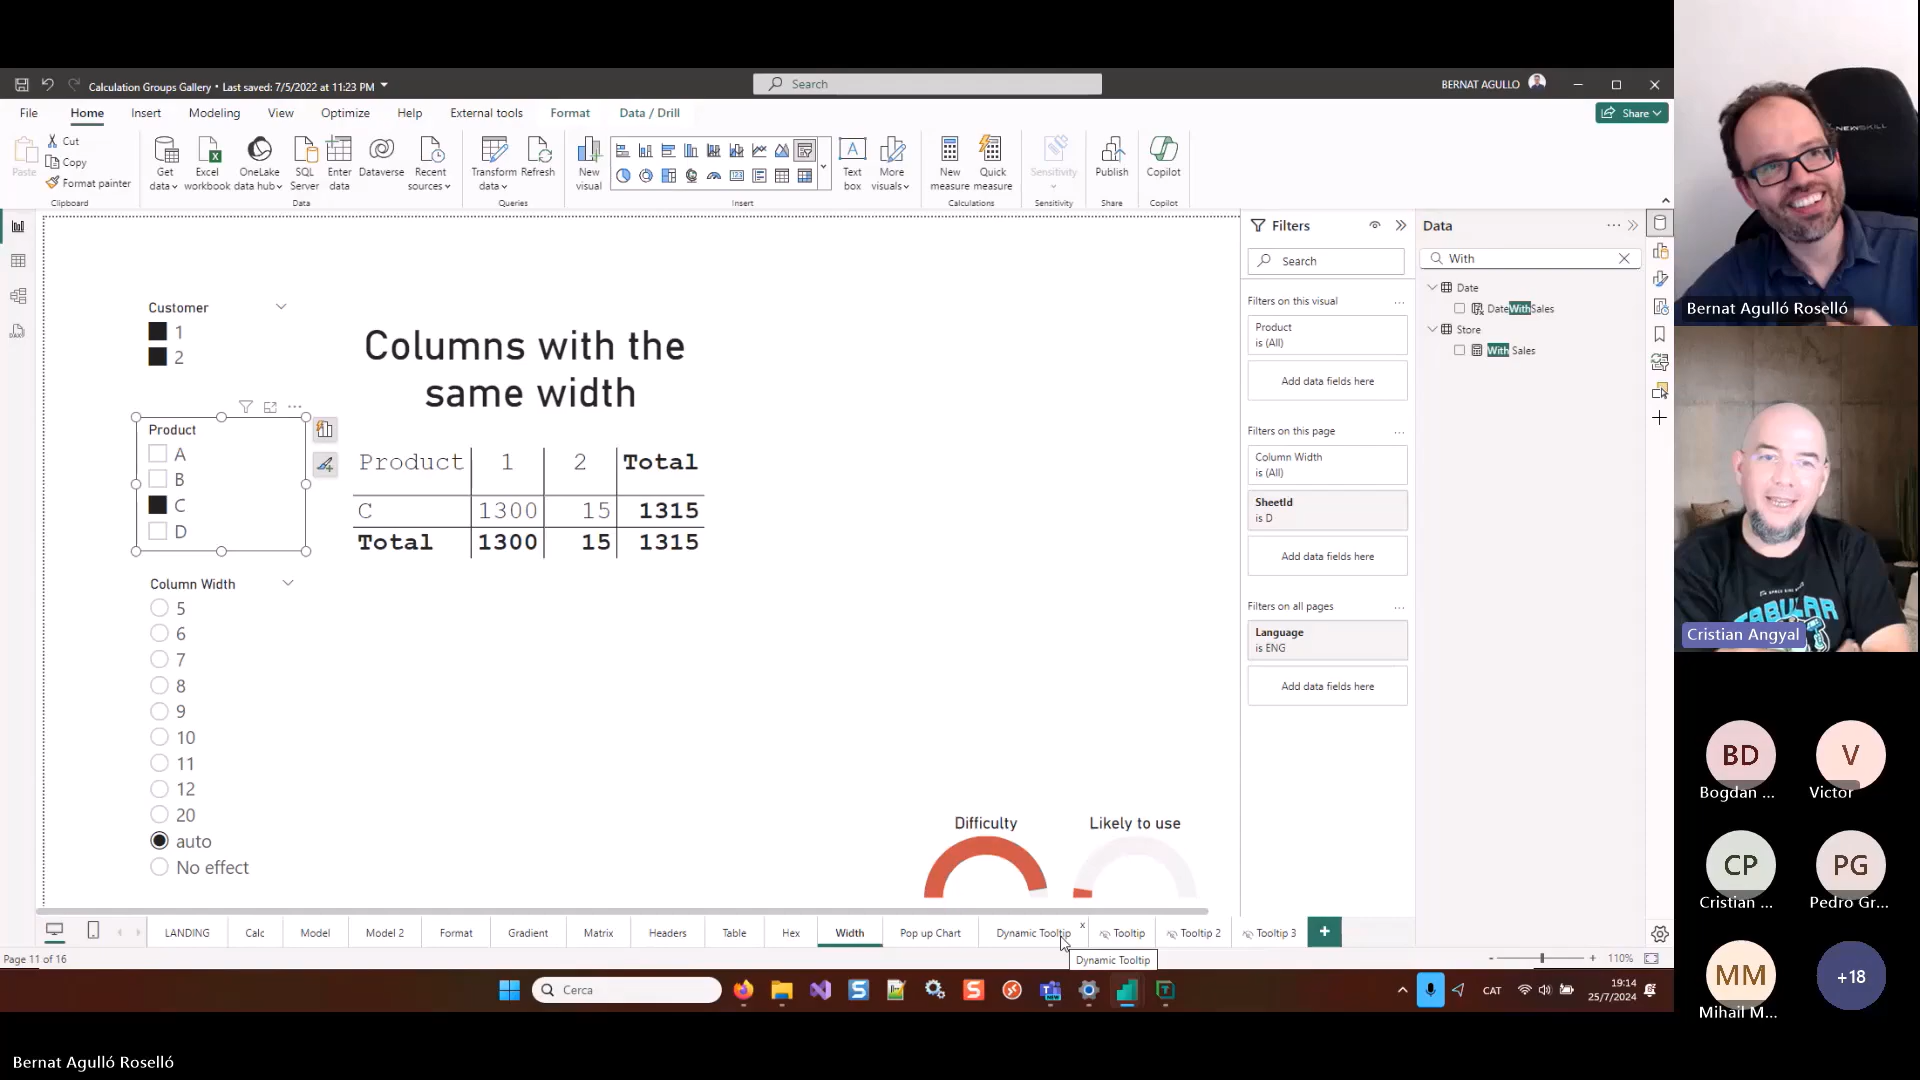 Calculation Groups Gallery • Last saved: 7/5/2022 at 11:23 PM
Search
BERNAT AGULLO
File
Home
Insert
Modeling
View
Optimize
Help
External tools
Format
Data / Drill
Share
Paste
Cut
Copy
Format painter
Clipboard
Get data
Excel workbook
OneLake data hub
SQL Server
Enter data
Dataverse
Recent sources
Data
Transform data
Refresh
Queries
New visual
Text box
More visuals
Insert
New measure
Quick measure
Calculations
Sensitivity
Sensitivity
Publish
Share
Copilot
Copilot
Customer
1
2
Product
A
B
C
D
Column Width
5
6
7
8
9
10
11
12
20
auto
No effect
Columns with the
same width
Product 1 2 Total
C 1300 15 1315
Total 1300 15 1315
Difficulty
Likely to use
Filters
Search
Filters on this visual
Product
is (All)
Add data fields here
Filters on this page
Column Width
is (All)
SheetId
is D
Add data fields here
Filters on all pages
Language
is ENG
Add data fields here
Data
With
Date
DateWithSales
Store
With Sales
LANDING
Calc
Model
Model 2
Format
Gradient
Matrix
Headers
Table
Hex
Width
Pop up Chart
Dynamic Tooltip
Tooltip
Tooltip 2
Tooltip 3
Dynamic Tooltip
Page 11 of 16
110%
Cerca
CAT
19:14
25/7/2024
Bernat Agulló Roselló
Bernat Agulló Roselló
TABULAR
Cristian Angyal
BD
Bogdan ...
V
Victor
CP
Cristian ...
PG
Pedro Gr...
MM
Mihail M...
+18